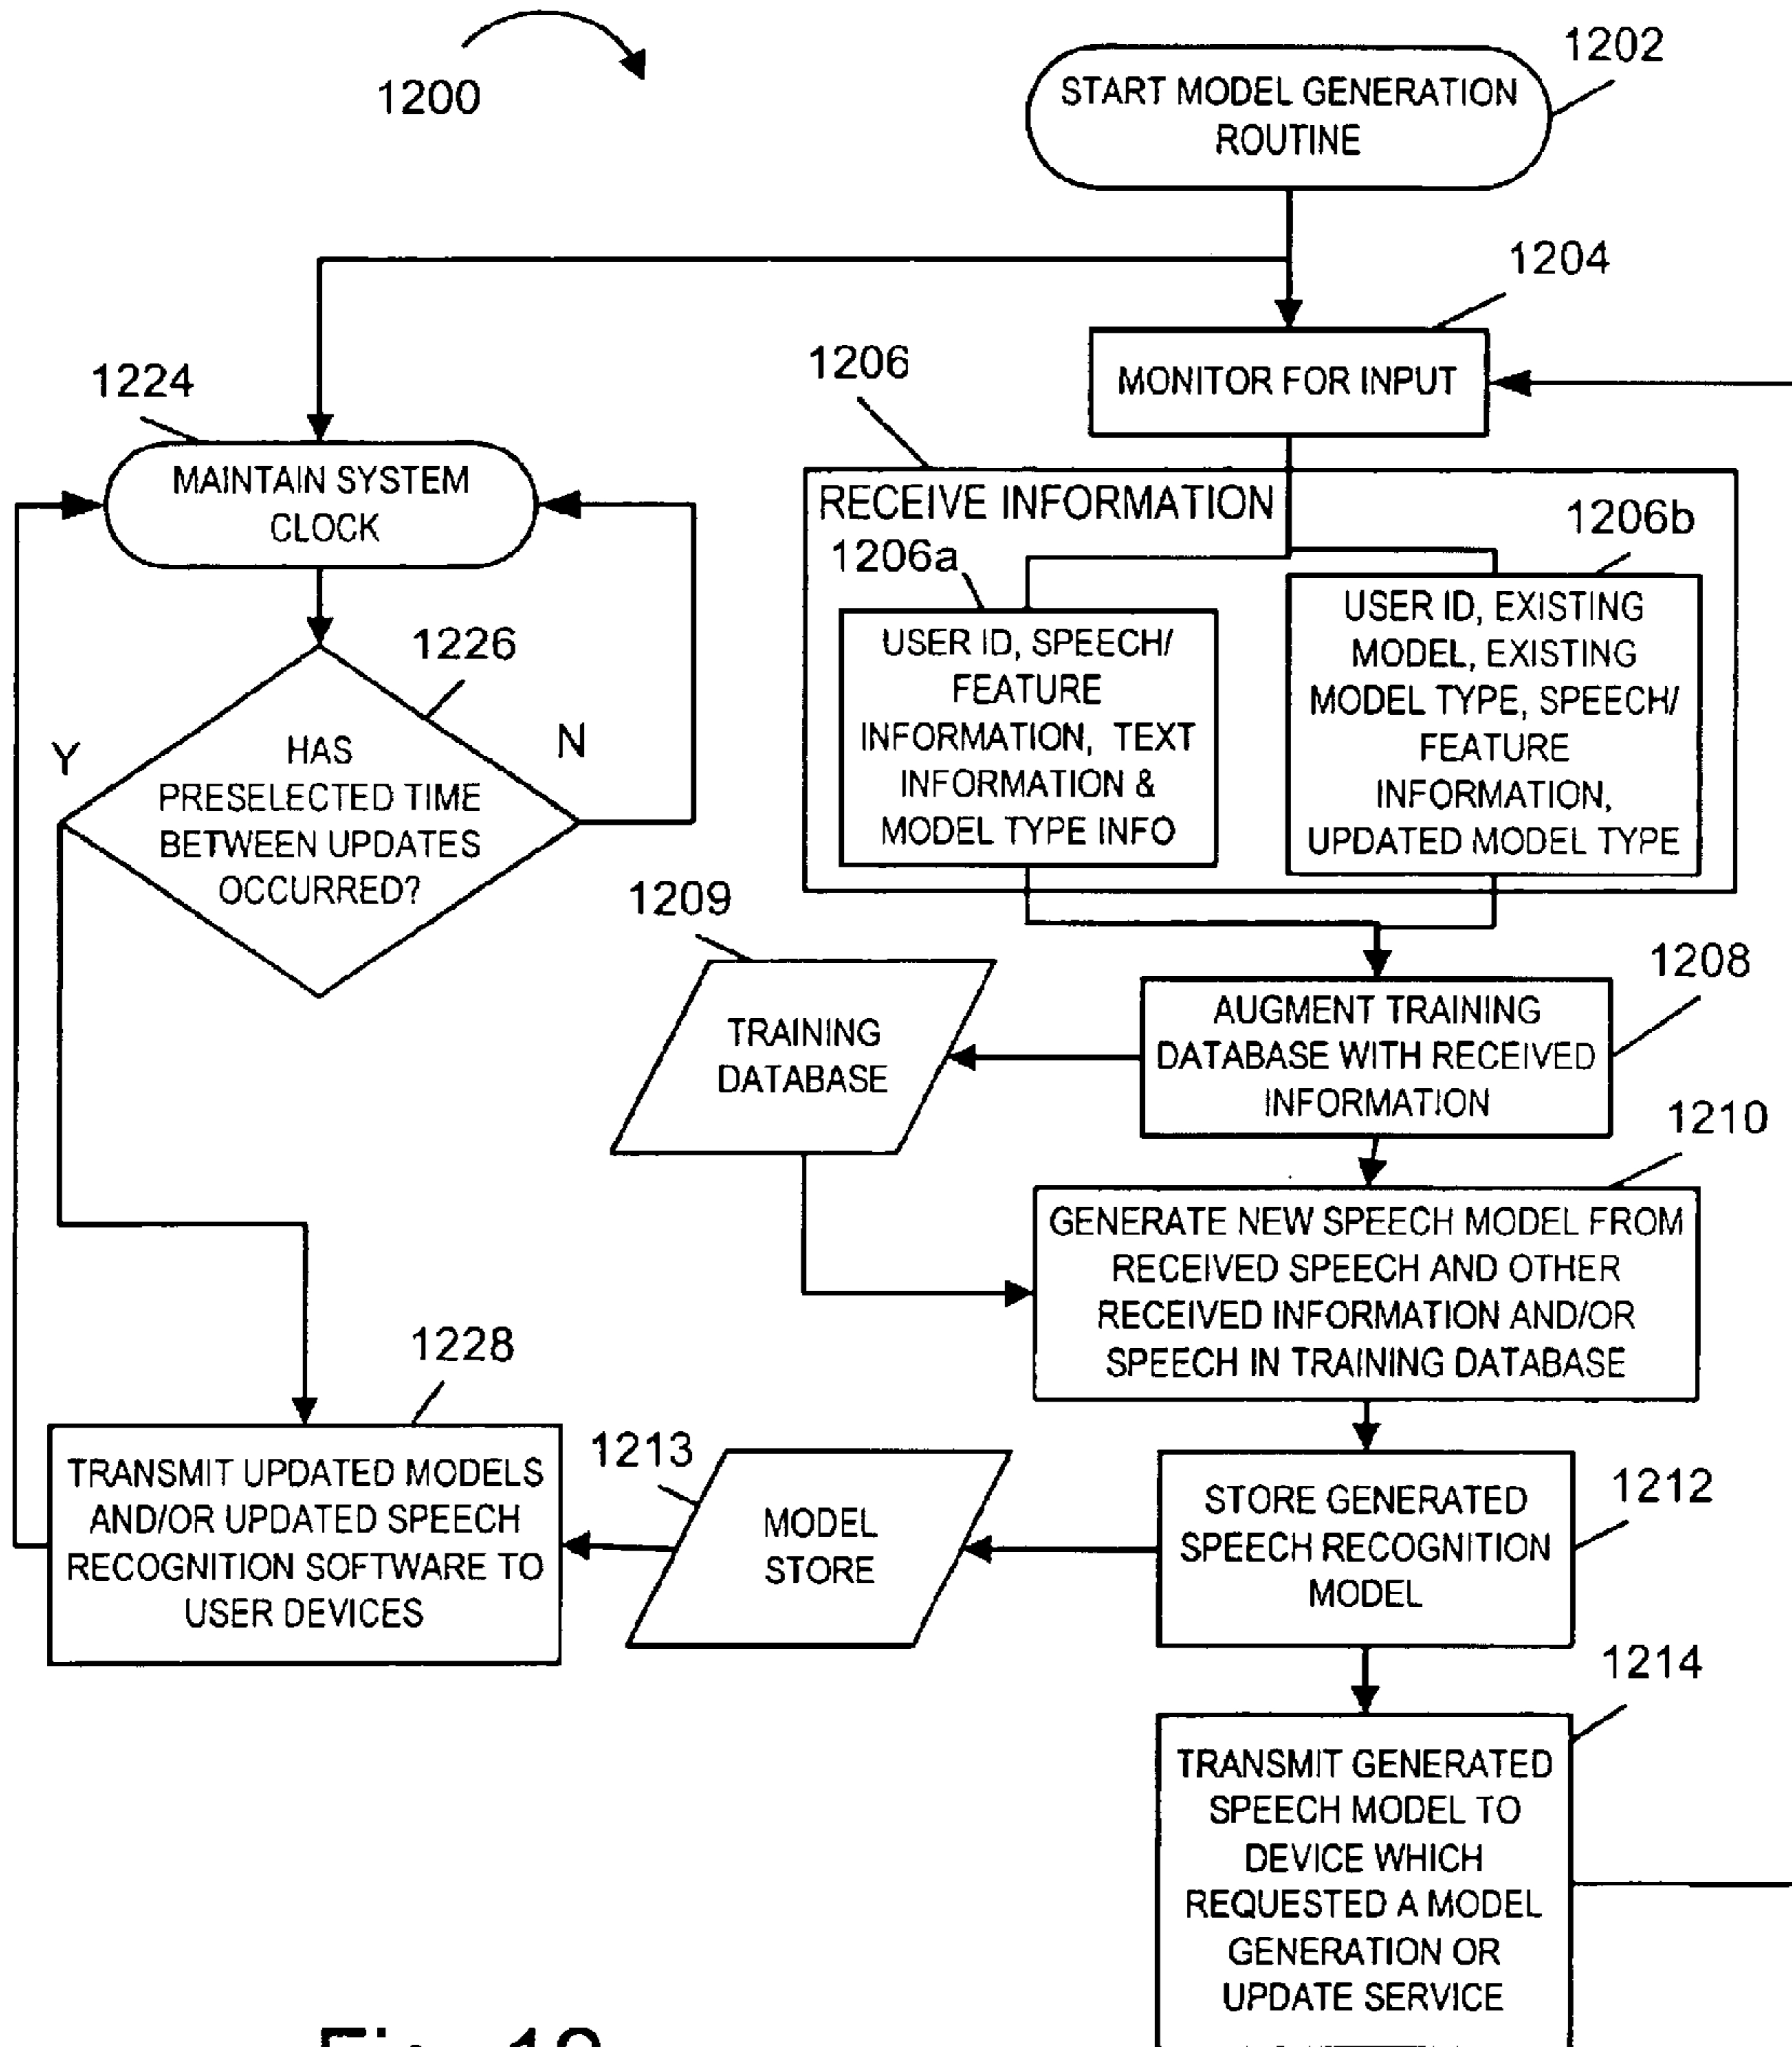 1200
1202
START MODEL GENERATION
ROUTINE
1204
MONITOR FOR INPUT
1206
RECEIVE INFORMATION
1206a
USER ID, SPEECH/
FEATURE
INFORMATION, TEXT
INFORMATION &
MODEL TYPE INFO
1206b
USER ID, EXISTING
MODEL, EXISTING
MODEL TYPE, SPEECH/
FEATURE
INFORMATION,
UPDATED MODEL TYPE
1224
MAINTAIN SYSTEM
CLOCK
1226
Y
N
HAS
PRESELECTED TIME
BETWEEN UPDATES
OCCURRED?
1208
AUGMENT TRAINING
DATABASE WITH RECEIVED
INFORMATION
1209
TRAINING
DATABASE
1210
GENERATE NEW SPEECH MODEL FROM
RECEIVED SPEECH AND OTHER
RECEIVED INFORMATION AND/OR
SPEECH IN TRAINING DATABASE
1212
STORE GENERATED
SPEECH RECOGNITION
MODEL
1213
MODEL
STORE
1228
TRANSMIT UPDATED MODELS
AND/OR UPDATED SPEECH
RECOGNITION SOFTWARE TO
USER DEVICES
1214
TRANSMIT GENERATED
SPEECH MODEL TO
DEVICE WHICH
REQUESTED A MODEL
GENERATION OR
UPDATE SERVICE